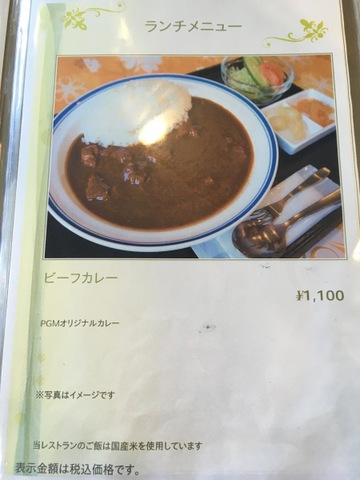 ランチメニュー
ビーフカレー
¥1,100
PGMオリジナルカレー
※写真はイメージです
当レストランのご飯は国産米を使用しています
表示金額は税込価格です。